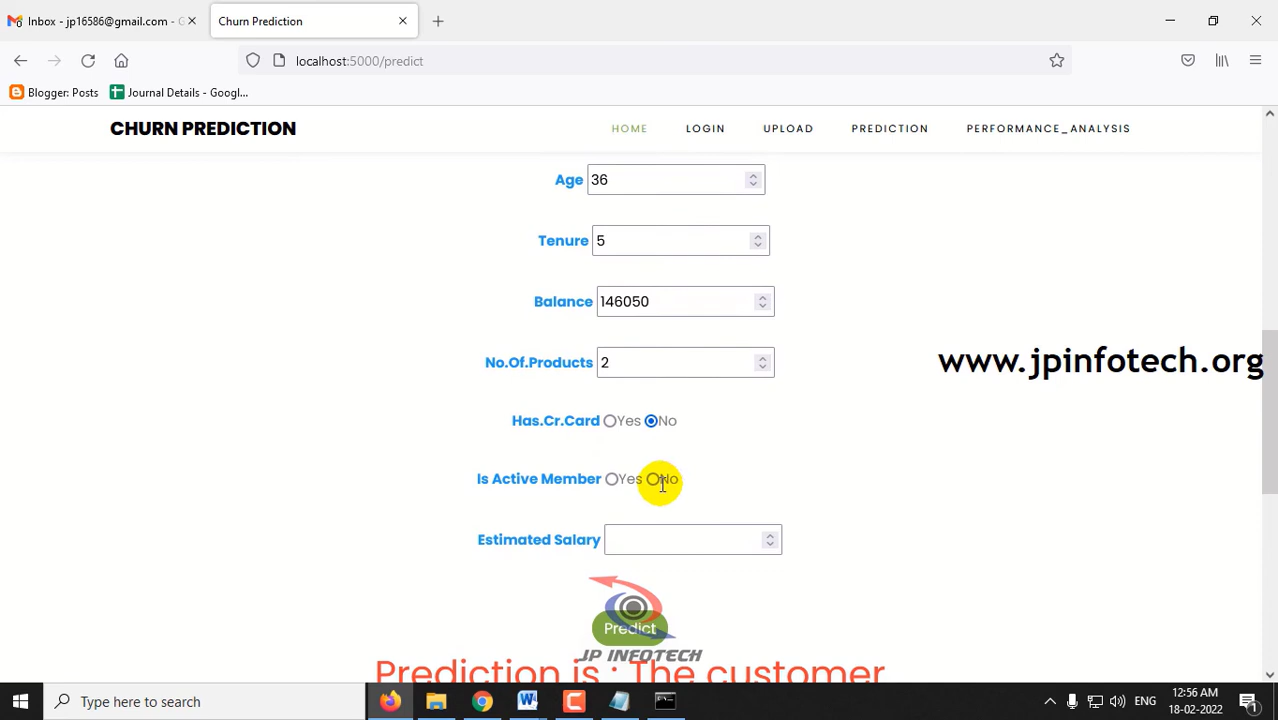 Inbox - jp16586@gmail.com - G
Churn Prediction
localhost:5000/predict
Blogger: Posts
Journal Details - Googl...
CHURN PREDICTION
HOME
LOGIN
UPLOAD
PREDICTION
PERFORMANCE_ANALYSIS
Age 36
Tenure 5
Balance 146050
No.Of.Products 2
www.jpinfotech.org
Has.Cr.Card Yes No
Is Active Member Yes No
Estimated Salary
Predict
JP INFOTECH
Prediction is : The customer
Type here to search
ENG
12:56 AM
18-02-2022